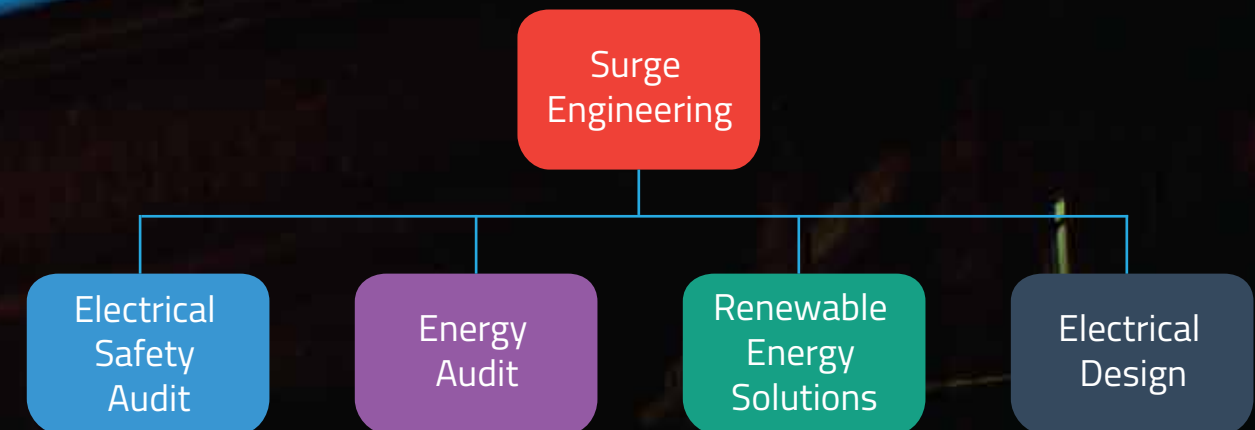 Surge
Engineering
Electrical
Safety
Audit
Energy
Audit
Renewable
Energy
Solutions
Electrical
Design